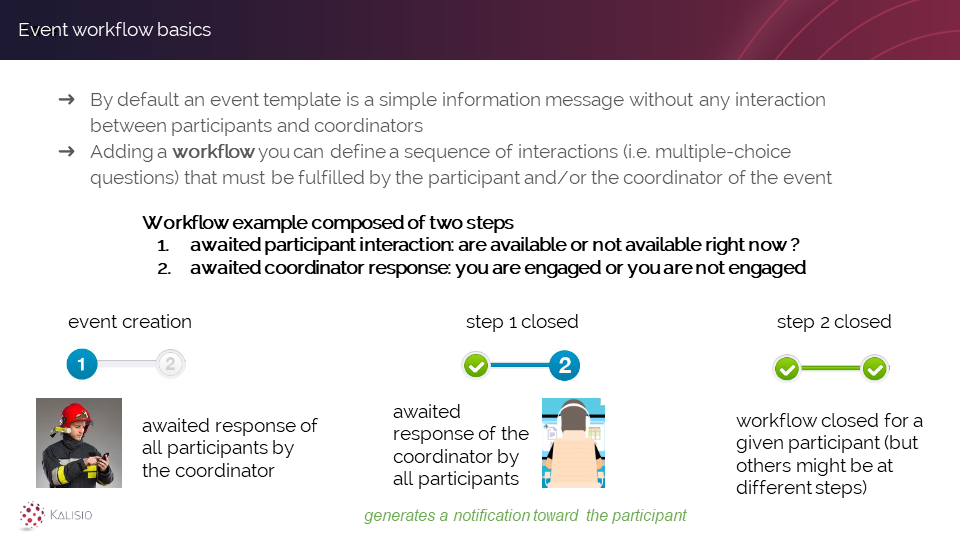 Event workflow basics
➔ By default an event template is a simple information message without any interaction
between participants and coordinators
➔ Adding a workflow you can define a sequence of interactions (i.e. multiple-choice
questions) that must be fulfilled by the participant and/or the coordinator of the event
Workflow example composed of two steps
1. awaited participant interaction: are available or not available right now ?
2. awaited coordinator response: you are engaged or you are not engaged
event creation
1 2
awaited response of
all participants by
the coordinator
step 1 closed
2
awaited
response of the
coordinator by
all participants
step 2 closed
workflow closed for a
given participant (but
others might be at
different steps)
KALISIO
generates a notification toward the participant